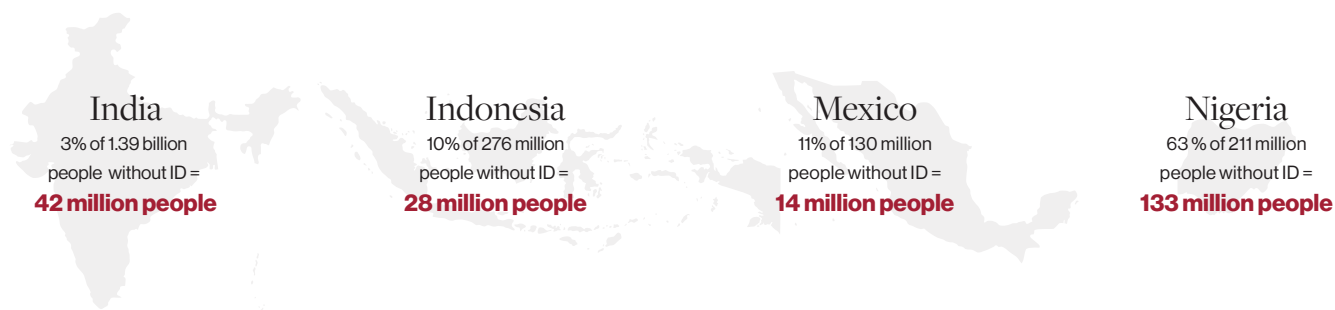 India
3% of 1.39 billion
people without ID =
42 million people
Indonesia
10% of 276 million
people without ID =
28 million people
Mexico
11% of 130 million
people without ID =
14 million people
Nigeria
63 % of 211 million
people without ID =
133 million people